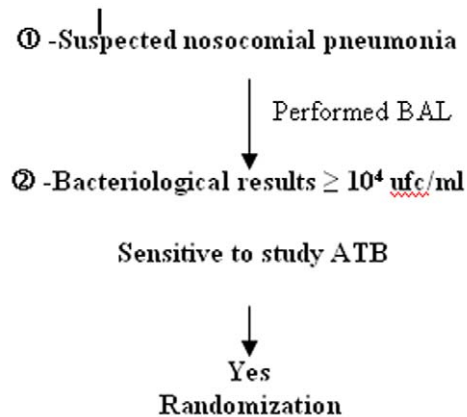 ① -Suspected nosocomial pneumonia
Performed BAL
② -Bacteriological results ≥ 10⁴ ufc/ml
Sensitive to study ATB
Yes
Randomization